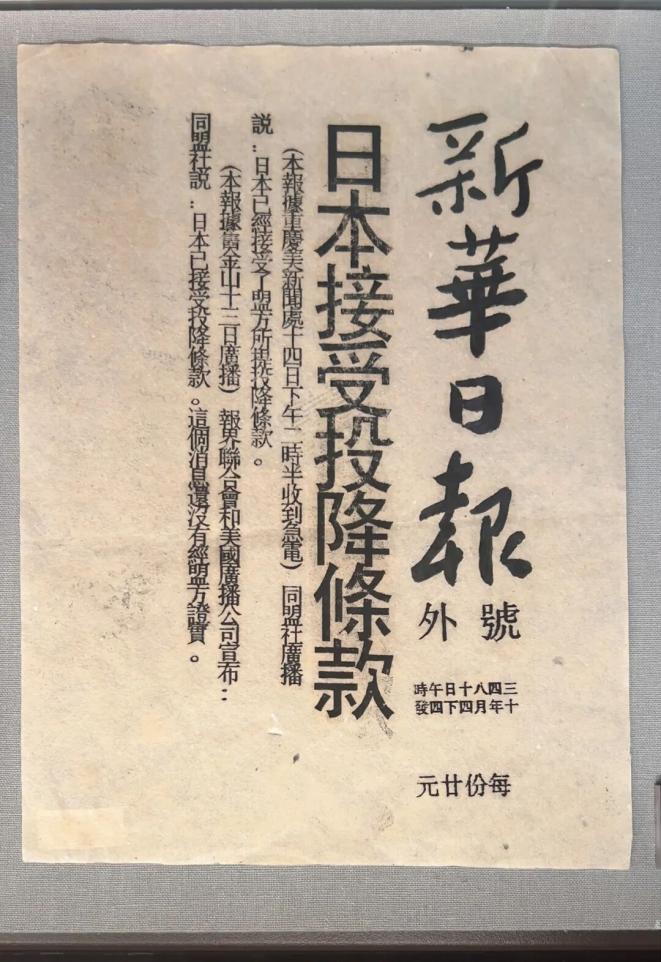 新華日報
號外
三十四年八月十四日下午四時發
每份廿元
日本接受投降條款
(本報據重慶美新聞處十四日下午二時半收到急電)同盟社廣播
説:日本已經接受了盟方所提投降條款。
(本報據舊金山十三日廣播)報界聯合會和美國廣播公司宣布:
同盟社説:日本已接受投降條款。這個消息還沒有經盟方證實。